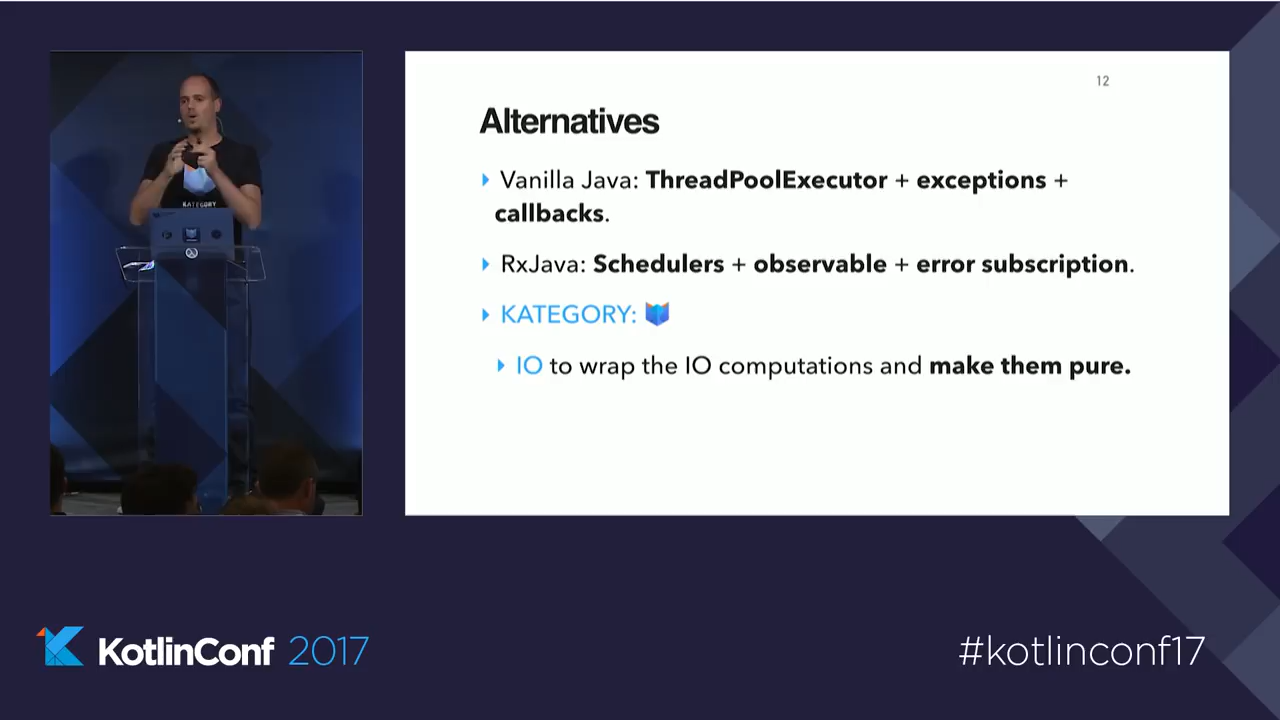 12
Alternatives
Vanilla Java: ThreadPoolExecutor + exceptions +
callbacks.
RxJava: Schedulers + observable + error subscription.
KATEGORY:
IO to wrap the IO computations and make them pure.
KATEGORY
KotlinConf 2017
#kotlinconf17